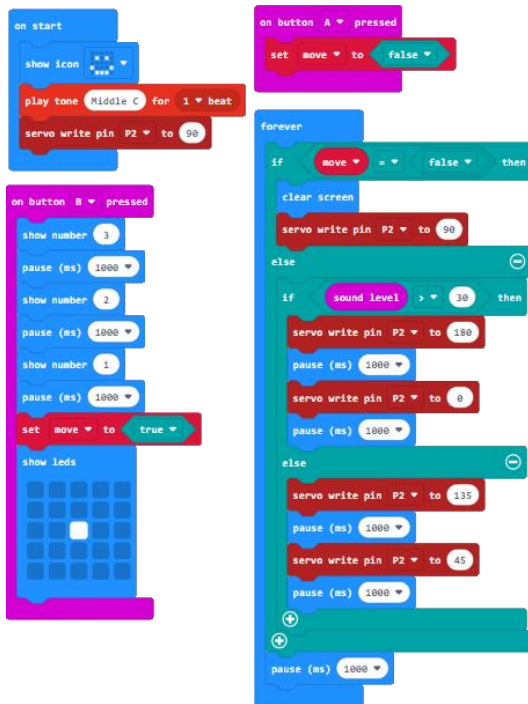 on start
show icon
play tone Middle C for 1 beat
servo write pin P2 to 90
on button B pressed
show number 3
pause (ms) 1000
show number 2
pause (ms) 1000
show number 1
pause (ms) 1000
set move to true
show leds
on button A pressed
set move to false
forever
if move = false then
clear screen
servo write pin P2 to 90
else
if sound level > 30 then
servo write pin P2 to 180
pause (ms) 1000
servo write pin P2 to 0
pause (ms) 1000
else
servo write pin P2 to 135
pause (ms) 1000
servo write pin P2 to 45
pause (ms) 1000
pause (ms) 1000